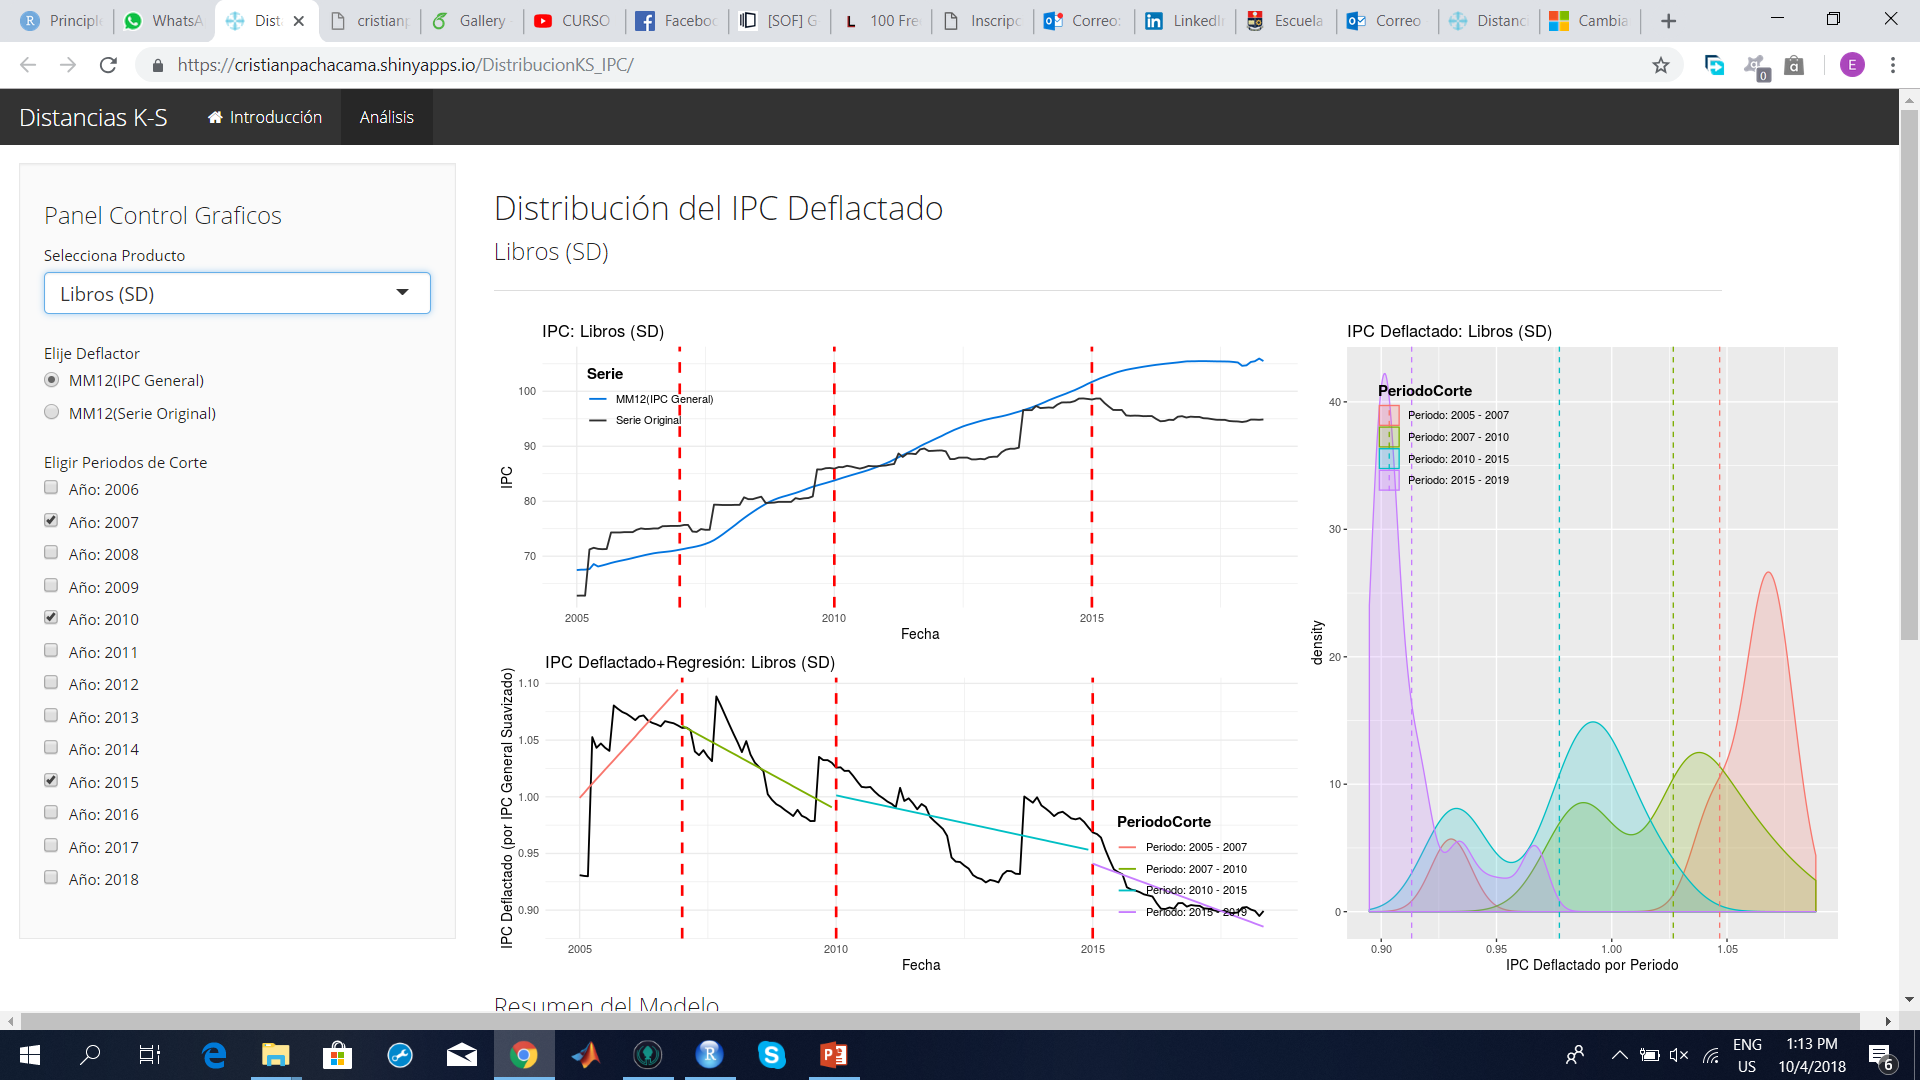 Principl
WhatsA
Dist
cristianp
Gallery
CURSO
Faceboo
[SOF] G
100 Fre
Inscripc
Correo:
LinkedI
Escuela
Correo
Distanc
Cambia
https://cristianpachacama.shinyapps.io/DistribucionKS_IPC/
0
E
Distancias K-S
Introducción
Análisis
Panel Control Graficos
Selecciona Producto
Libros (SD)
Elije Deflactor
MM12(IPC General)
MM12(Serie Original)
Eligir Periodos de Corte
Año: 2006
Año: 2007
Año: 2008
Año: 2009
Año: 2010
Año: 2011
Año: 2012
Año: 2013
Año: 2014
Año: 2015
Año: 2016
Año: 2017
Año: 2018
Distribución del IPC Deflactado
Libros (SD)
IPC: Libros (SD)
Serie
MM12(IPC General)
Serie Original
100
90
80
70
IPC
2005
2010
2015
Fecha
IPC Deflactado+Regresión: Libros (SD)
IPC Deflactado (por IPC General Suavizado)
1.10
1.05
1.00
0.95
0.90
PeriodoCorte
Periodo: 2005 - 2007
Periodo: 2007 - 2010
Periodo: 2010 - 2015
Periodo: 2015 - 2019
2005
2010
2015
Fecha
IPC Deflactado: Libros (SD)
PeriodoCorte
Periodo: 2005 - 2007
Periodo: 2007 - 2010
Periodo: 2010 - 2015
Periodo: 2015 - 2019
40
30
20
10
0
density
0.90
0.95
1.00
1.05
IPC Deflactado por Periodo
Resumen del Modelo
ENG
US
1:13 PM
10/4/2018
6